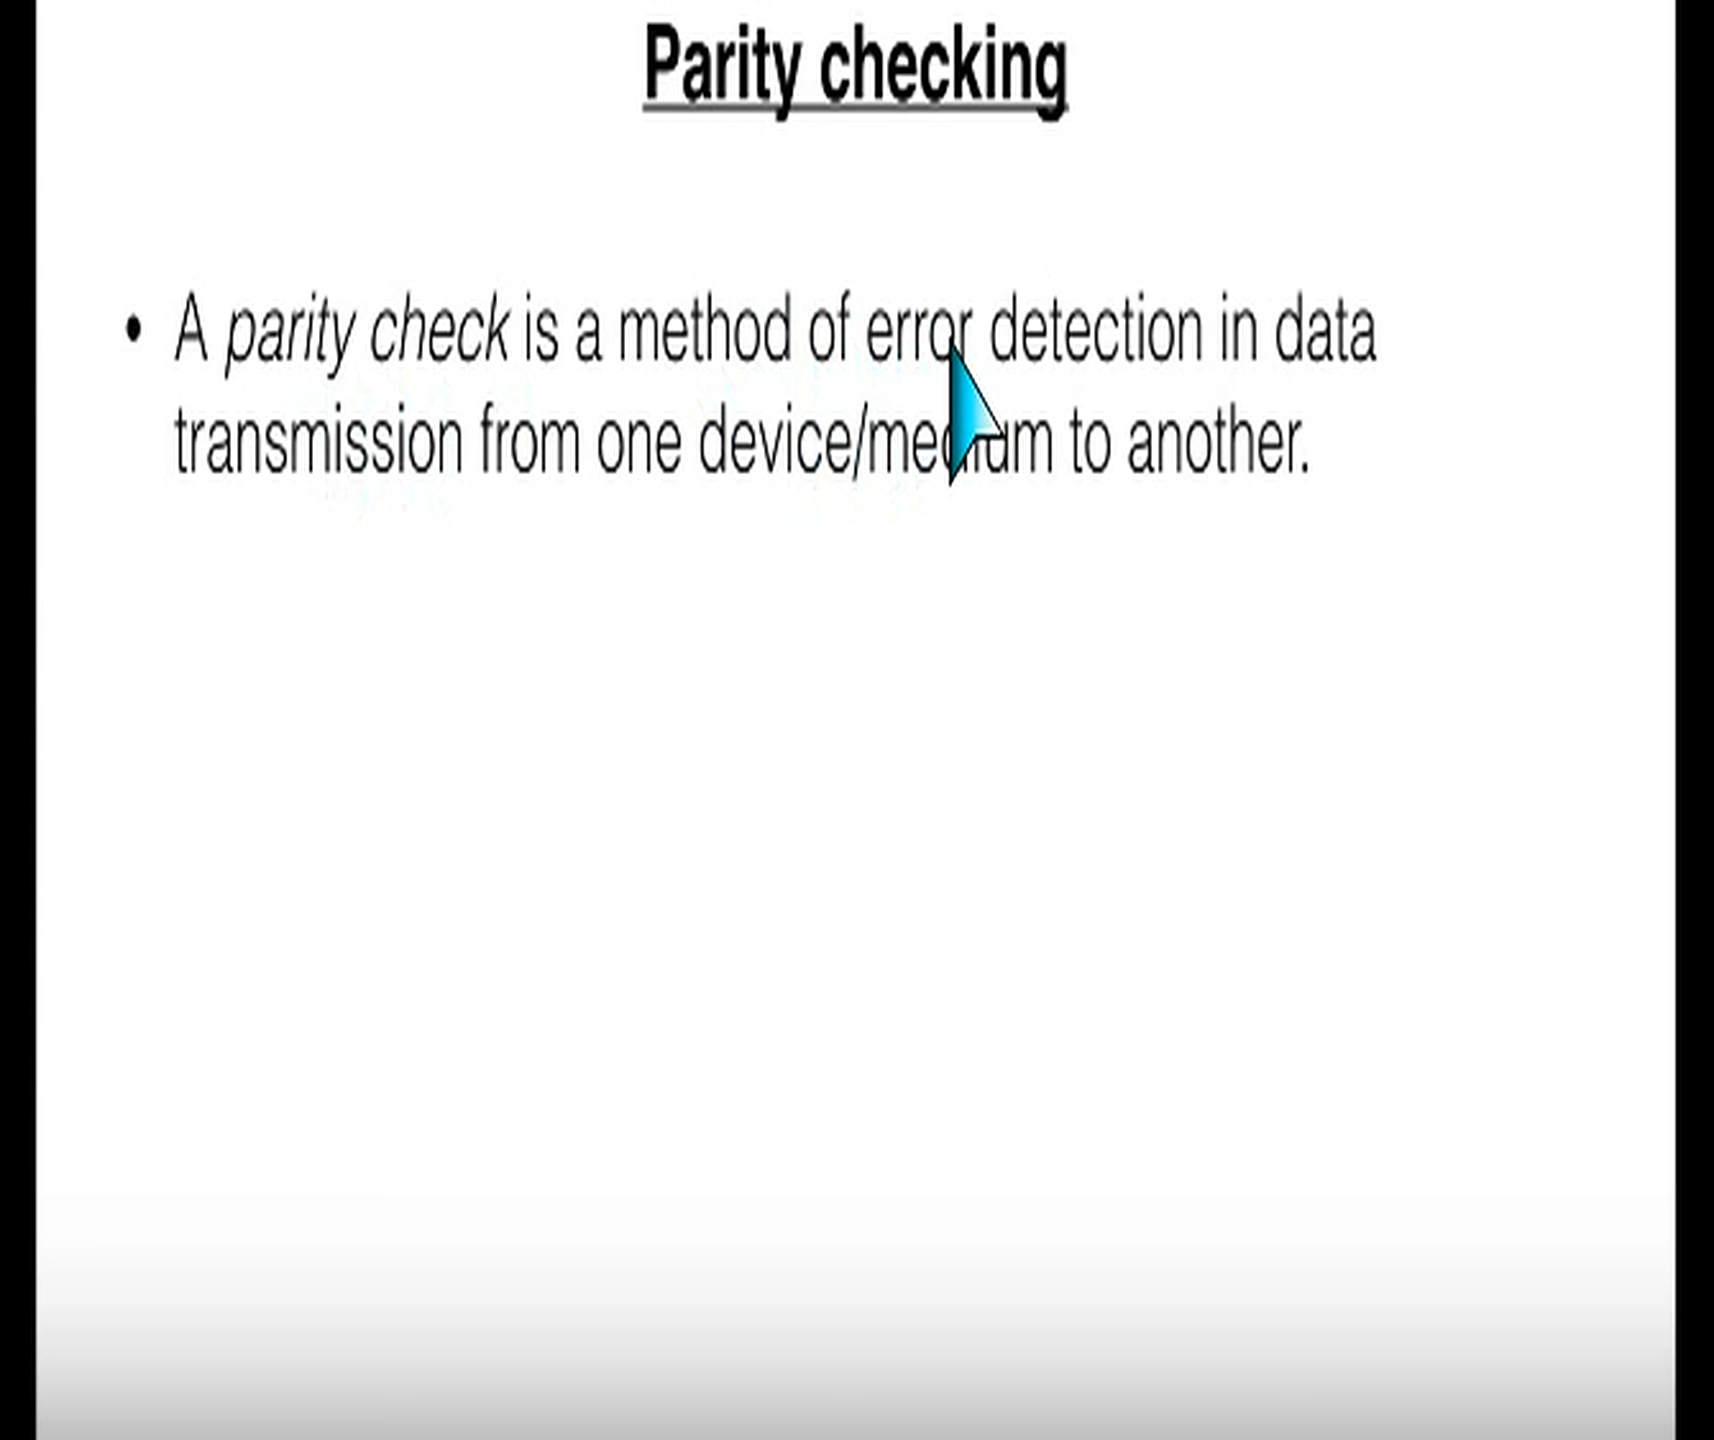 Parity checking
• A parity check is a method of error detection in data
transmission from one device/medium to another.